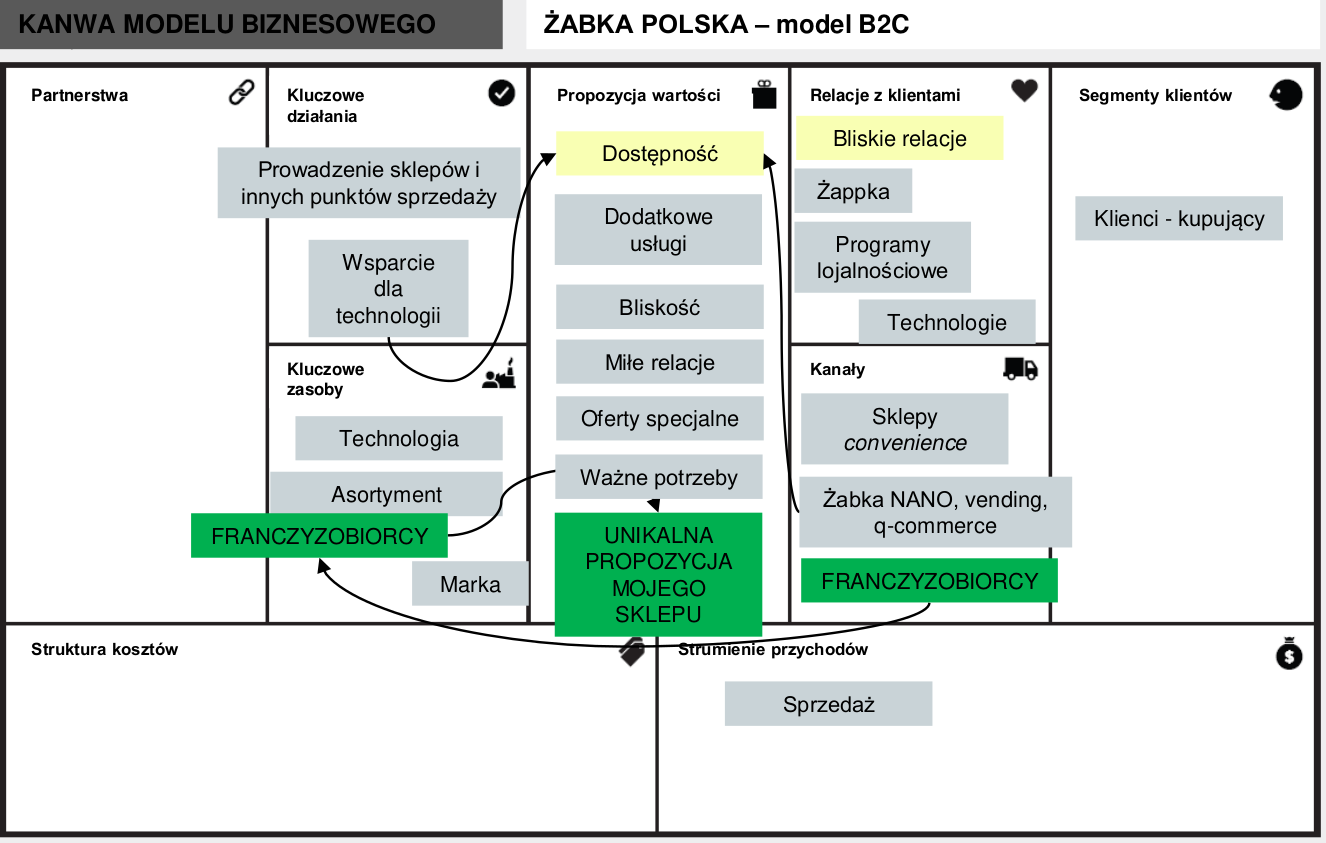 KANWA MODELU BIZNESOWEGO
ŻABKA POLSKA – model B2C
Partnerstwa
Kluczowe
działania
Prowadzenie sklepów i
innych punktów sprzedaży
Wsparcie
dla
technologii
Kluczowe
zasoby
Technologia
Asortyment
FRANCZYZOBIORCY
Marka
Propozycja wartości
Dostępność
Dodatkowe
usługi
Bliskość
Miłe relacje
Oferty specjalne
Ważne potrzeby
UNIKALNA
PROPOZYCJA
MOJEGO
SKLEPU
Relacje z klientami
Bliskie relacje
Żappka
Programy
lojalnościowe
Technologie
Kanały
Sklepy
convenience
Żabka NANO, vending,
q-commerce
FRANCZYZOBIORCY
Segmenty klientów
Klienci - kupujący
Struktura kosztów
Strumienie przychodów
$
Sprzedaż